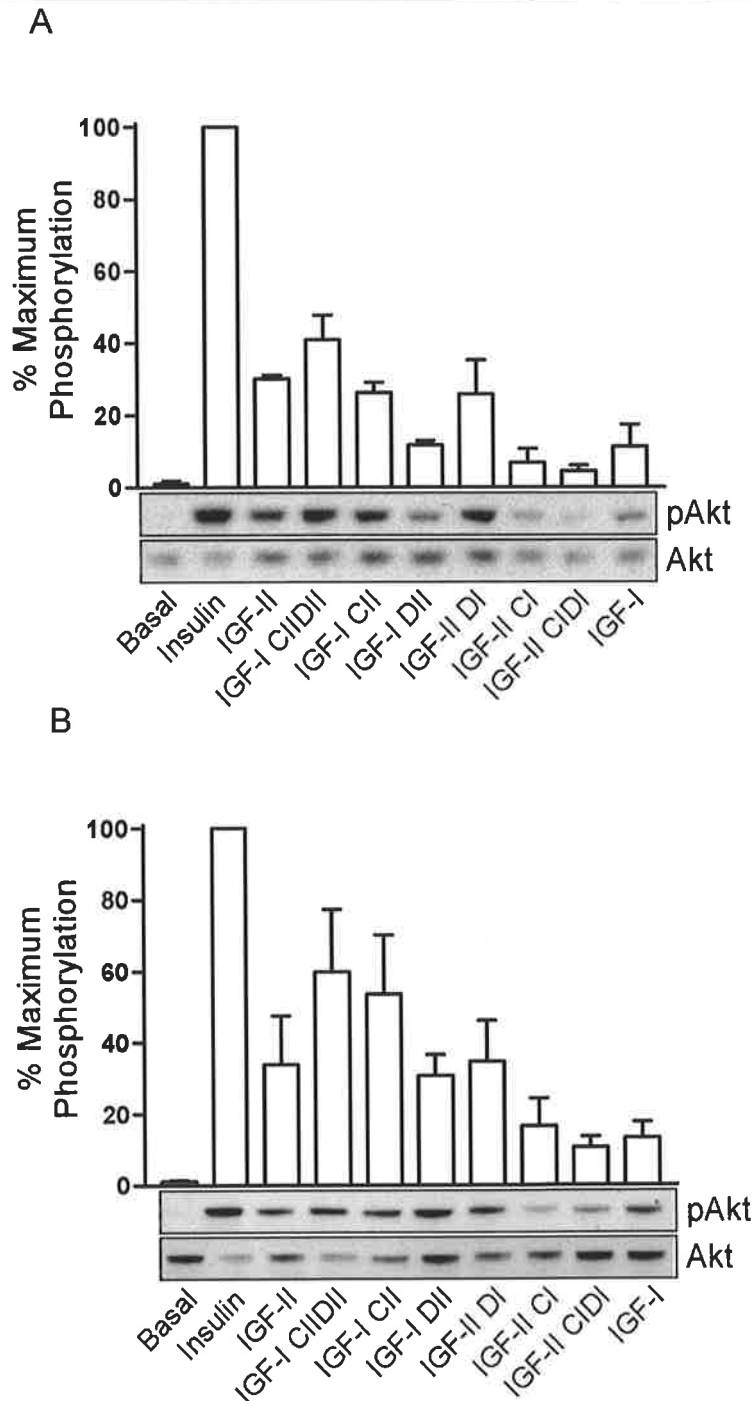 A
% Maximum
Phosphorylation
100
80
60
40
20
0
pAkt
Akt
Basal
Insulin
IGF-II
IGF-I CIIDII
IGF-I CII
IGF-I DII
IGF-II DI
IGF-II CI
IGF-II CIDI
IGF-I
B
% Maximum
Phosphorylation
100
80
60
40
20
0
pAkt
Akt
Basal
Insulin
IGF-II
IGF-I CIIDII
IGF-I CII
IGF-I DII
IGF-II DI
IGF-II CI
IGF-II CIDI
IGF-I